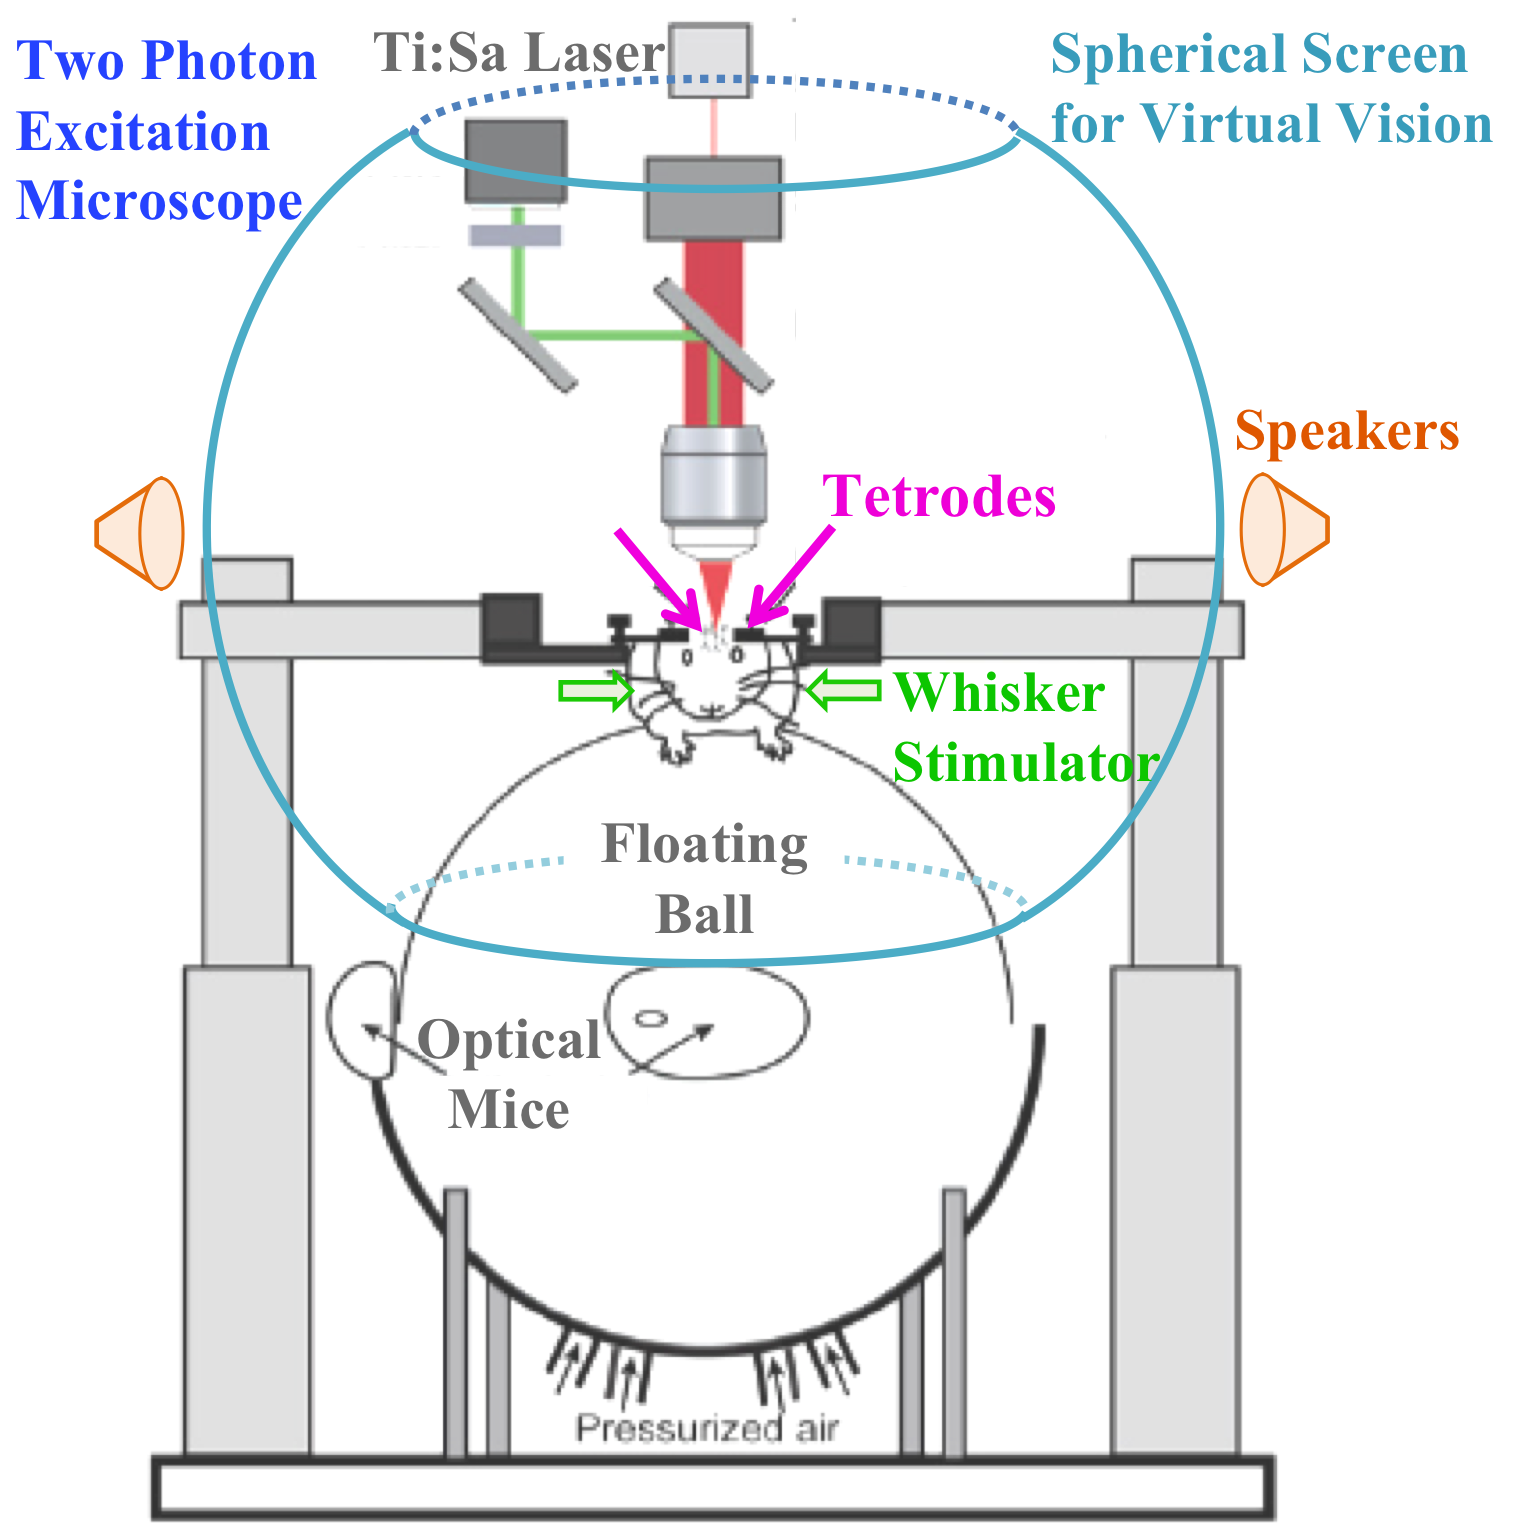 Two Photon
Excitation
Microscope
Ti:Sa Laser
Spherical Screen
for Virtual Vision
Speakers
Tetrodes
Whisker
Stimulator
Floating
Ball
Optical
Mice
Pressurized air